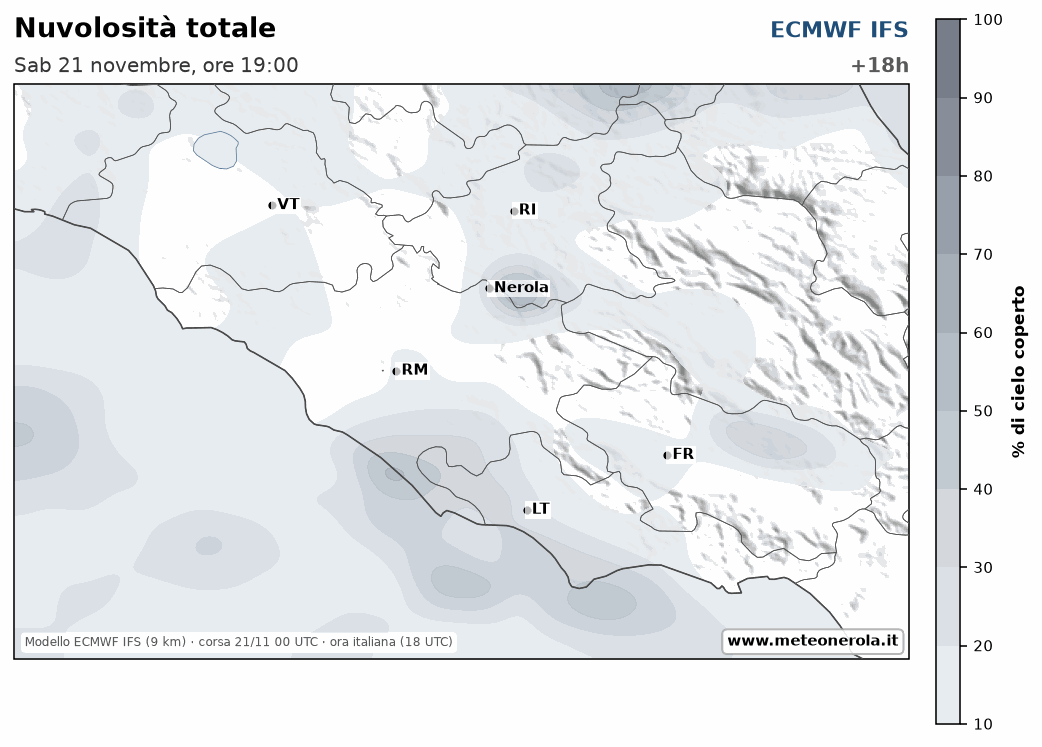 Nuvolosità totale
ECMWF IFS
Sab 21 novembre, ore 19:00
+18h
100
90
80
70
60
50
40
30
20
10
% di cielo coperto
VT
RI
Nerola
RM
FR
LT
Modello ECMWF IFS (9 km) · corsa 21/11 00 UTC · ora italiana (18 UTC)
www.meteonerola.it